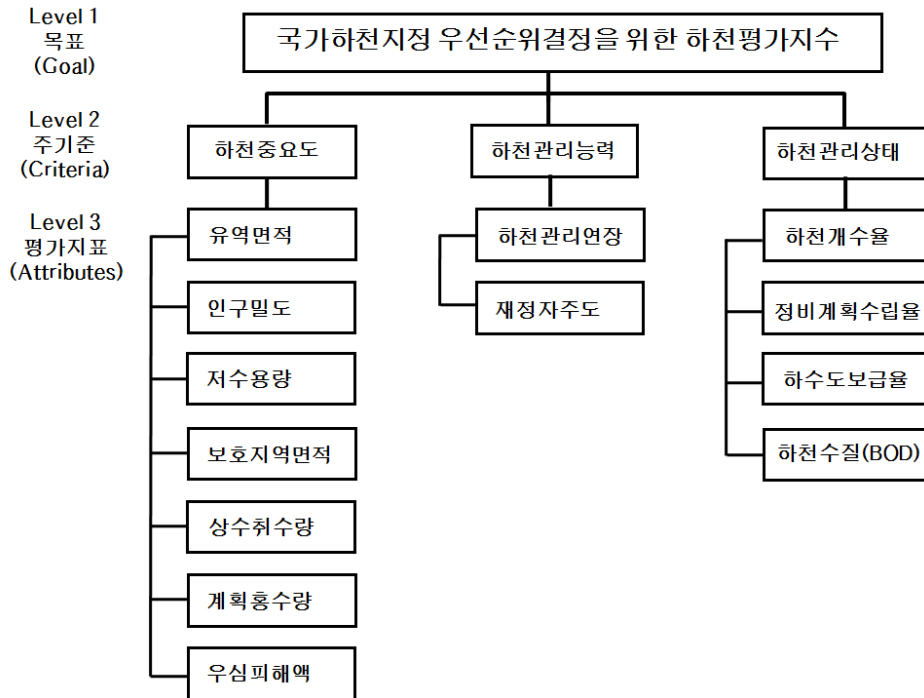 Level 1
목표
(Goal)
국가하천지정 우선순위결정을 위한 하천평가지수
Level 2
주기준
(Criteria)
하천중요도
하천관리능력
하천관리상태
Level 3
평가지표
(Attributes)
유역면적
인구밀도
저수용량
보호지역면적
상수취수량
계획홍수량
우심피해액
하천관리연장
재정자주도
하천개수율
정비계획수립율
하수도보급율
하천수질(BOD)